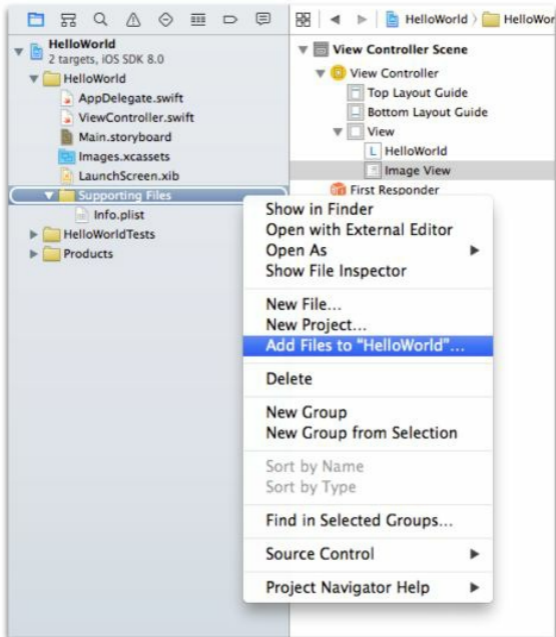 HelloWorld
2 targets, iOS SDK 8.0
HelloWorld
AppDelegate.swift
ViewController.swift
Main.storyboard
Images.xcassets
LaunchScreen.xib
Supporting Files
Info.plist
HelloWorldTests
Products
HelloWorld
HelloWor
View Controller Scene
View Controller
Top Layout Guide
Bottom Layout Guide
View
L HelloWorld
Image View
First Responder
Show in Finder
Open with External Editor
Open As
Show File Inspector
New File...
New Project...
Add Files to "HelloWorld"...
Delete
New Group
New Group from Selection
Sort by Name
Sort by Type
Find in Selected Groups...
Source Control
Project Navigator Help